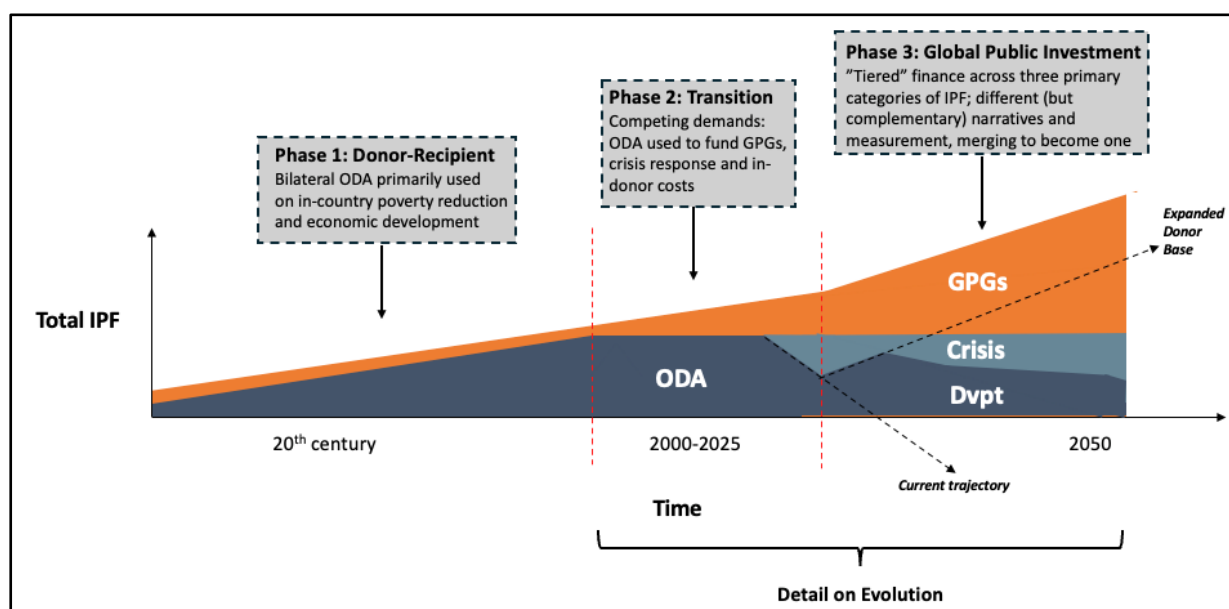 Phase 1: Donor-Recipient
Bilateral ODA primarily used
on in-country poverty reduction
and economic development
Phase 2: Transition
Competing demands:
ODA used to fund GPGs,
crisis response and in-
donor costs
Phase 3: Global Public Investment
”Tiered” finance across three primary
categories of IPF; different (but
complementary) narratives and
measurement, merging to become one
Expanded
Donor
Base
Total IPF
GPGs
Crisis
ODA
Dvpt
20th century
2000-2025
2050
Current trajectory
Time
Detail on Evolution